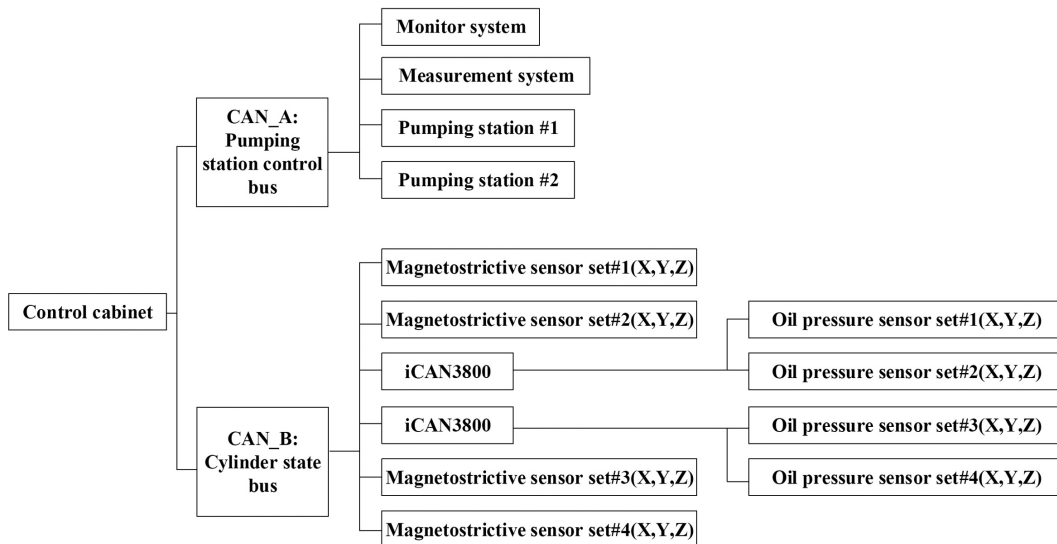 Monitor system
Measurement system
CAN_A:
Pumping
station control
bus
Pumping station #1
Pumping station #2
Control cabinet
Magnetostrictive sensor set#1(X,Y,Z)
Magnetostrictive sensor set#2(X,Y,Z)
Oil pressure sensor set#1(X,Y,Z)
iCAN3800
Oil pressure sensor set#2(X,Y,Z)
CAN_B:
Cylinder state
bus
iCAN3800
Oil pressure sensor set#3(X,Y,Z)
Magnetostrictive sensor set#3(X,Y,Z)
Oil pressure sensor set#4(X,Y,Z)
Magnetostrictive sensor set#4(X,Y,Z)